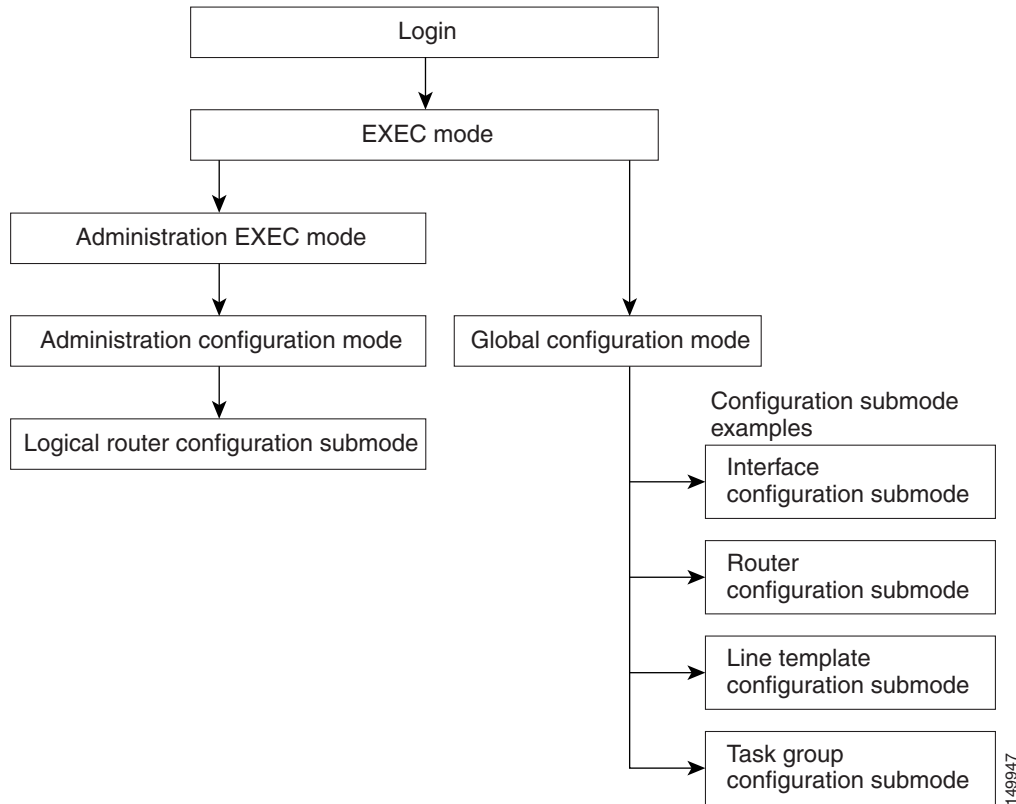 Login
EXEC mode
Administration EXEC mode
Administration configuration mode
Global configuration mode
Logical router configuration submode
Configuration submode
examples
Interface
configuration submode
Router
configuration submode
Line template
configuration submode
Task group
configuration submode
149947